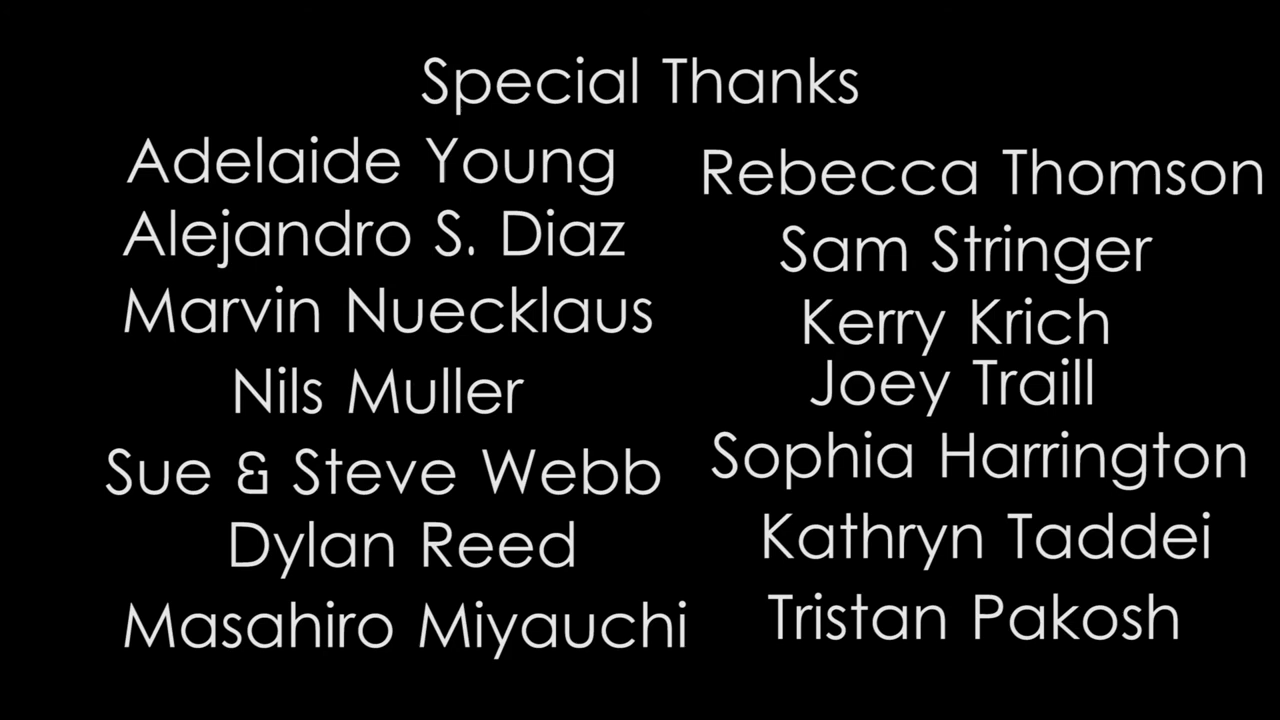 Special Thanks
Adelaide Young
Alejandro S. Diaz
Marvin Nuecklaus
Nils Muller
Sue & Steve Webb
Dylan Reed
Masahiro Miyauchi
Rebecca Thomson
Sam Stringer
Kerry Krich
Joey Traill
Sophia Harrington
Kathryn Taddei
Tristan Pakosh